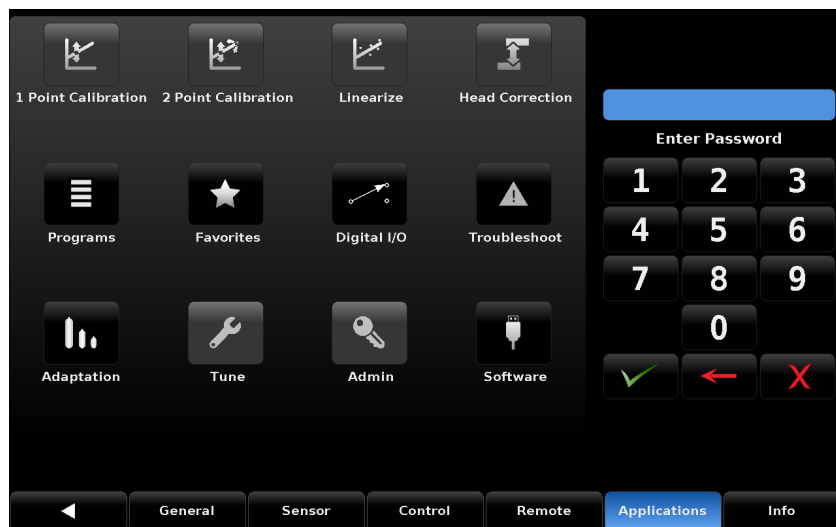 1 Point Calibration 2 Point Calibration Linearize Head Correction
Programs Favorites Digital I/O Troubleshoot
Adaptation Tune Admin Software
Enter Password
1 2 3
4 5 6
7 8 9
0
X
General Sensor Control Remote Applications Info